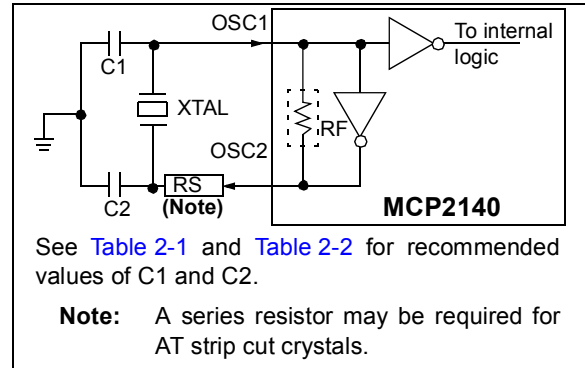 OSC1
To internal
logic
C1
XTAL
RF
OSC2
RS
C2
(Note)
MCP2140
See Table 2-1 and Table 2-2 for recommended
values of C1 and C2.
Note: A series resistor may be required for
AT strip cut crystals.